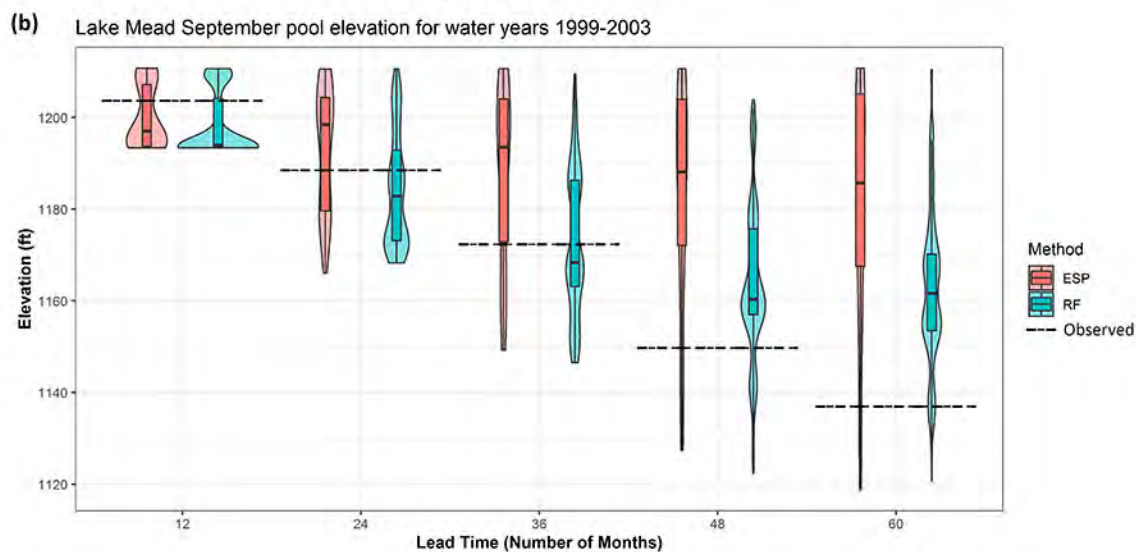 (b) Lake Mead September pool elevation for water years 1999-2003
Elevation (ft)
1200
1180
1160
1140
1120
12 24 36 48 60
Lead Time (Number of Months)
Method
ESP
RF
Observed